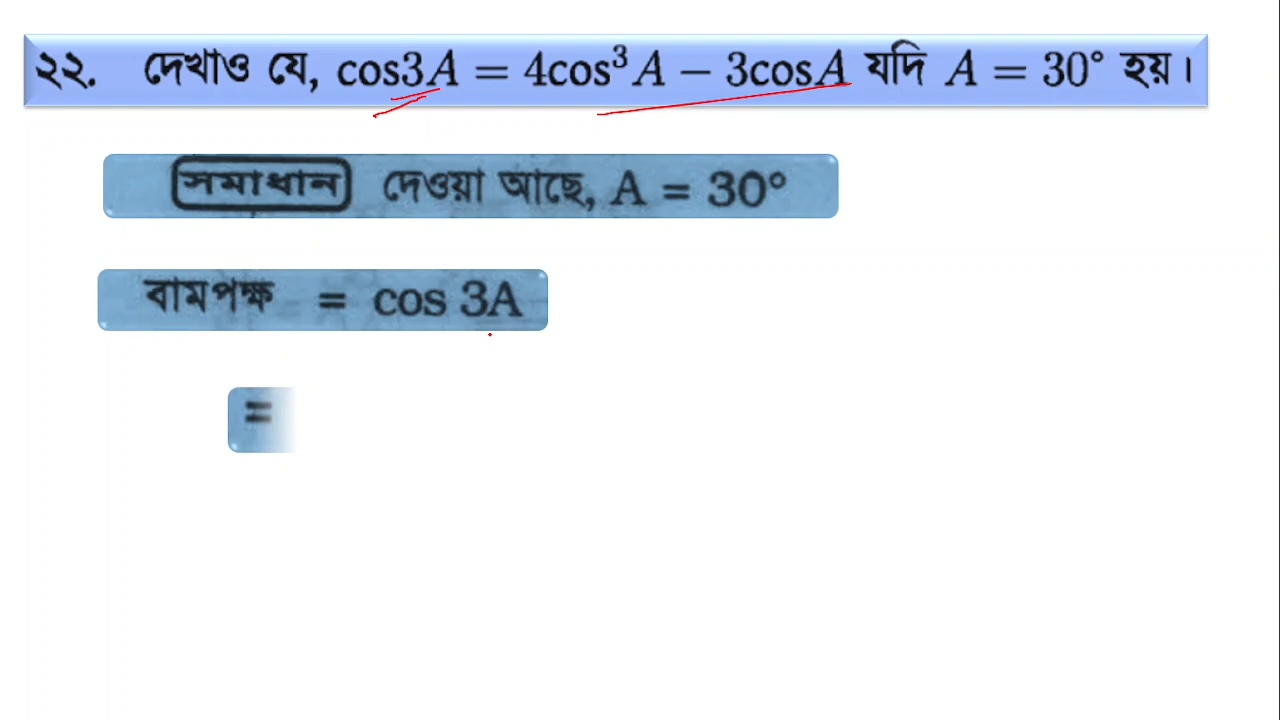 ২২. দেখাও যে, cos3A = 4cos³A − 3cosA যদি A = 30° হয়।
সমাধান দেওয়া আছে, A = 30°
বামপক্ষ = cos 3A
=